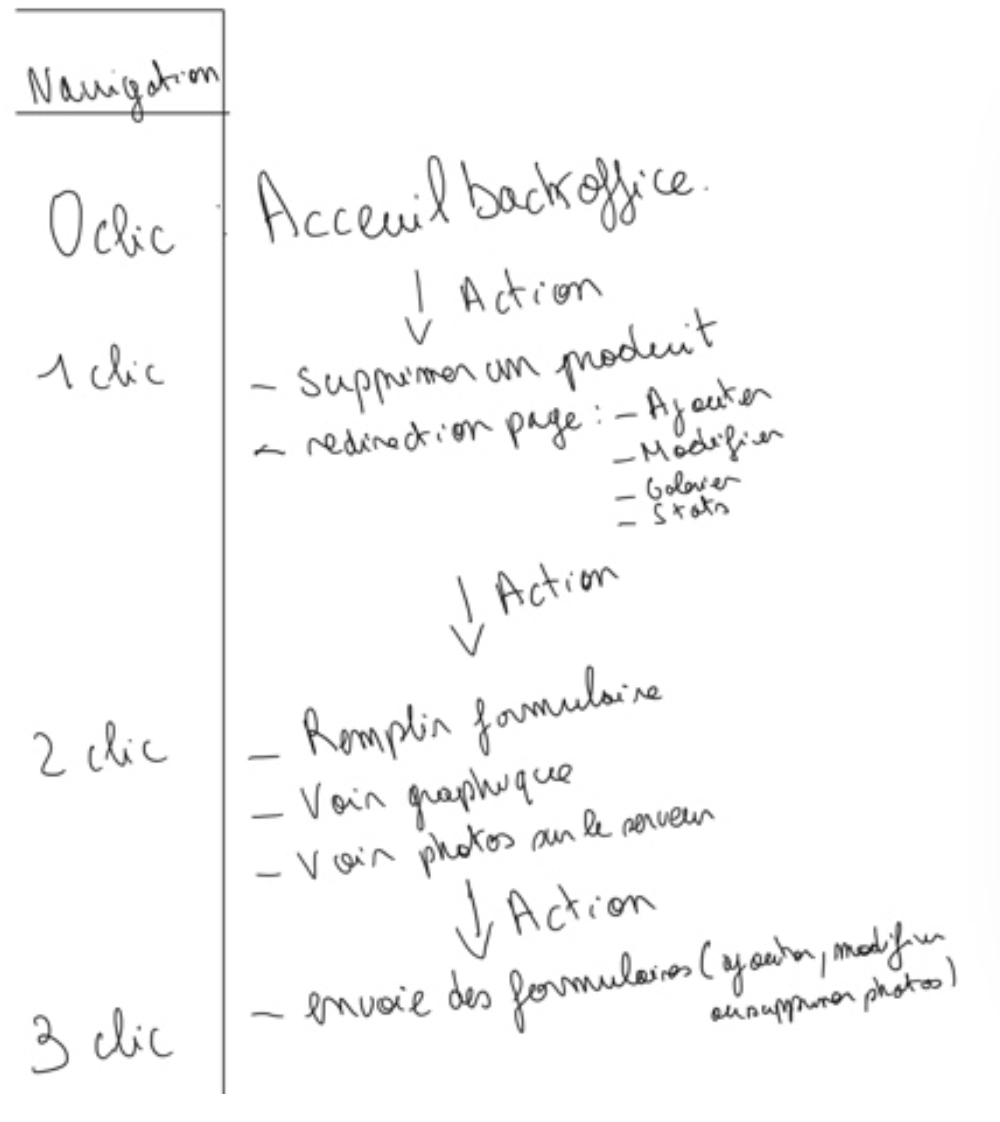 Navigation
0 clic : Acceuil backoffice.
↓ Action
1 clic - Supprimer un produit
- redirection page : - Ajouter
- Modifier
- Galerier
- Stats
↓ Action
2 clic - Remplir formulaire
- Voir graphique
- Voir photos sur le serveur
↓ Action
3 clic - envoie des formulaires (ajouter, modifier
ou supprimer photos)